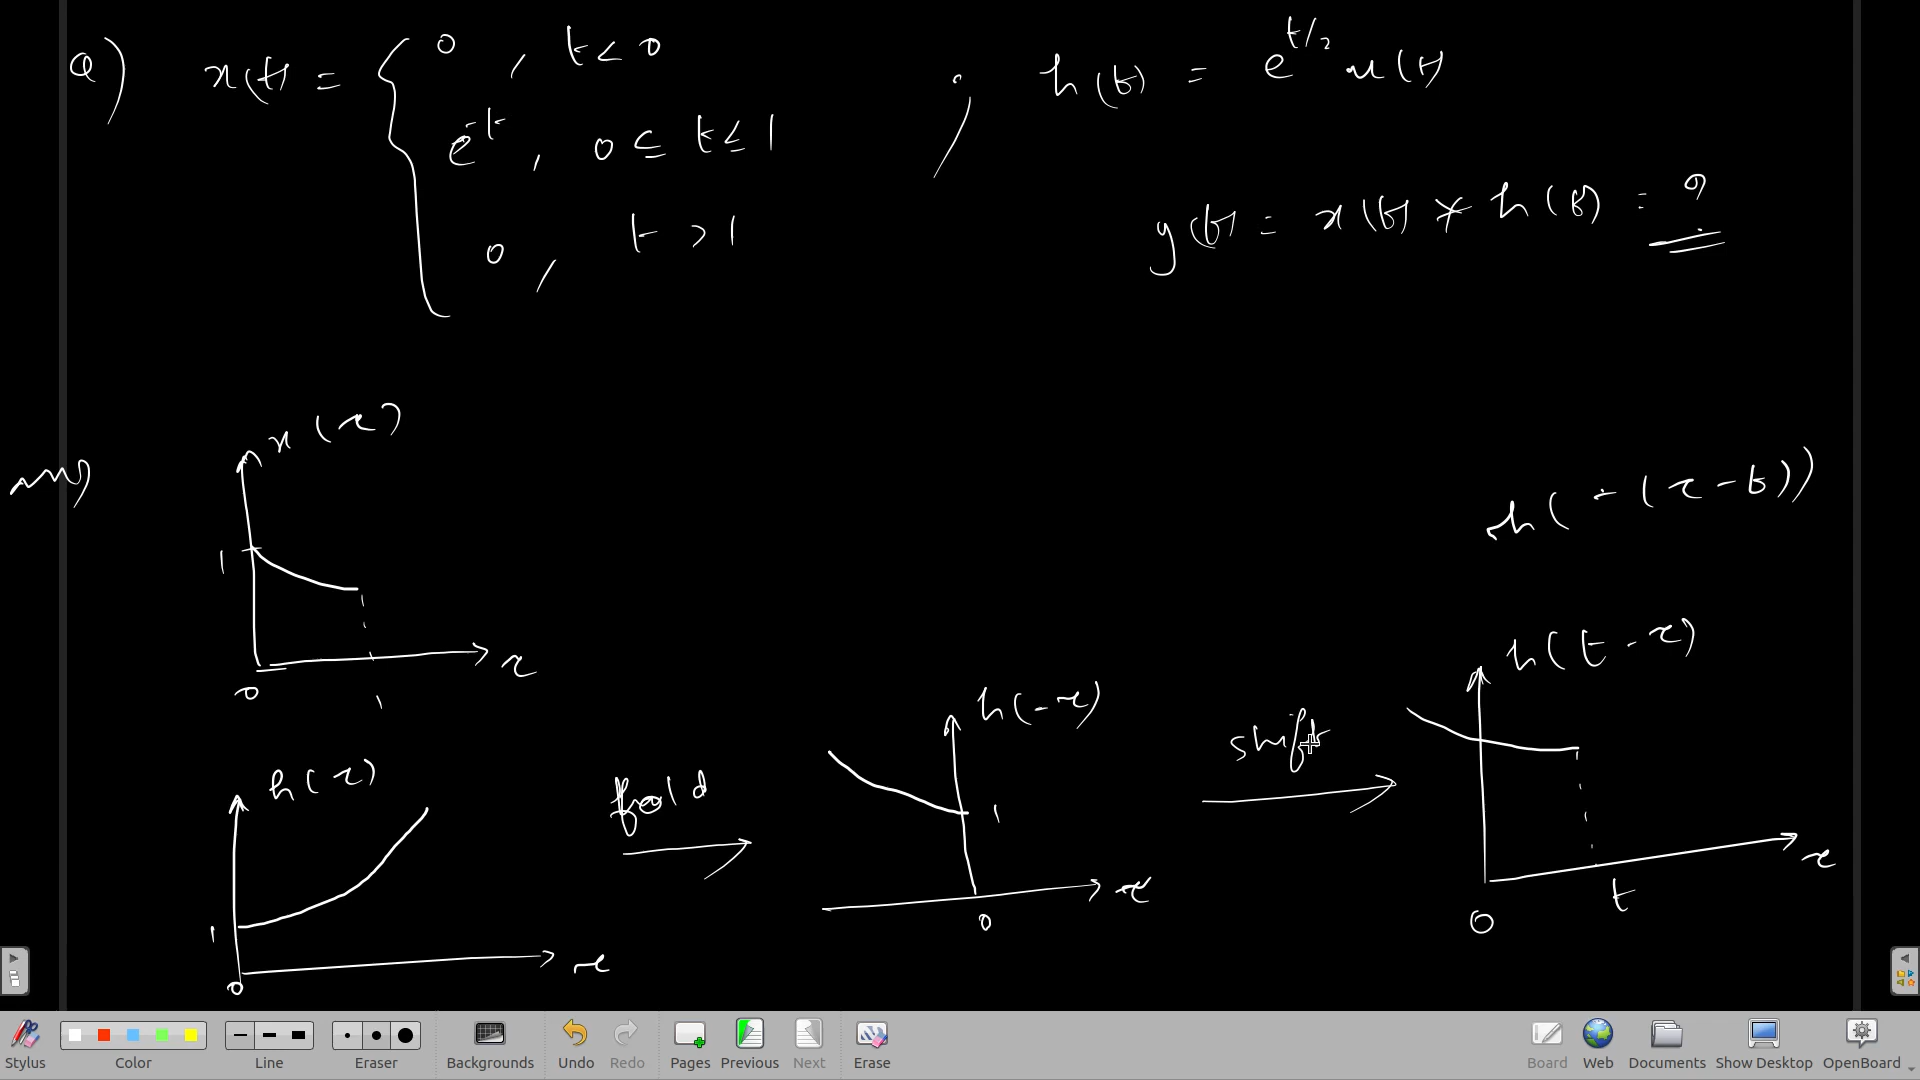 Q) x(t) = { 0 , t < 0 ; h(t) = e^{t/2} u(t)
e^{-t} , 0 ≤ t ≤ 1
0 , t > 1
y(t) = x(t) * h(t) = ?
Ans)
x(τ)
1
0 1 τ
h(-(τ-t))
h(τ)
1
0 τ
fold
h(-τ)
1
0 τ
shift
h(t-τ)
0 t τ
Stylus Color Line Eraser Backgrounds Undo Redo Pages Previous Next Erase Board Web Documents Show Desktop OpenBoard